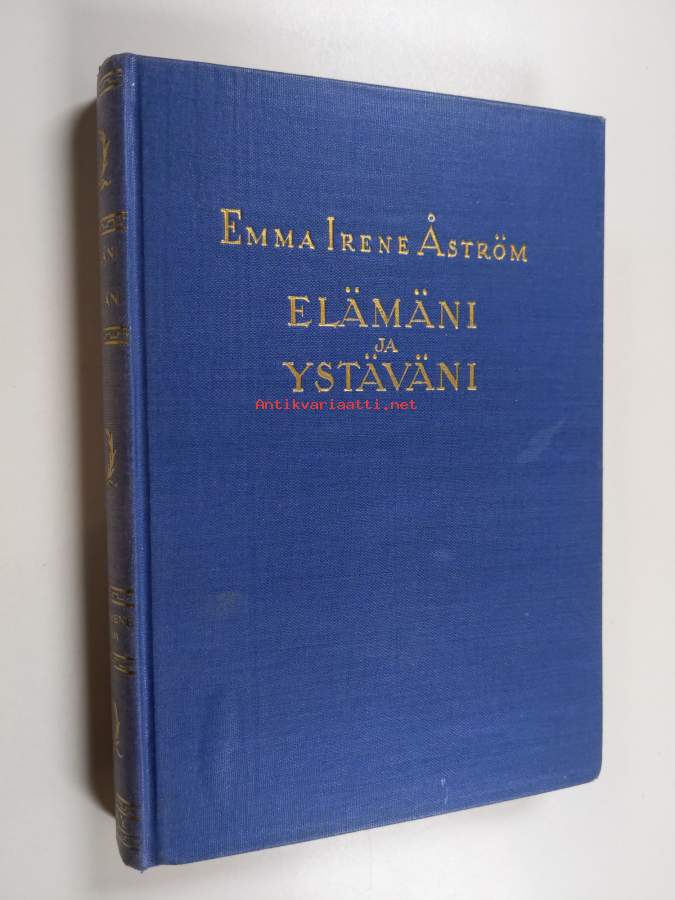 Emma Irene Åström
ELÄMÄNI
JA
YSTÄVÄNI
Antikvariaatti.net